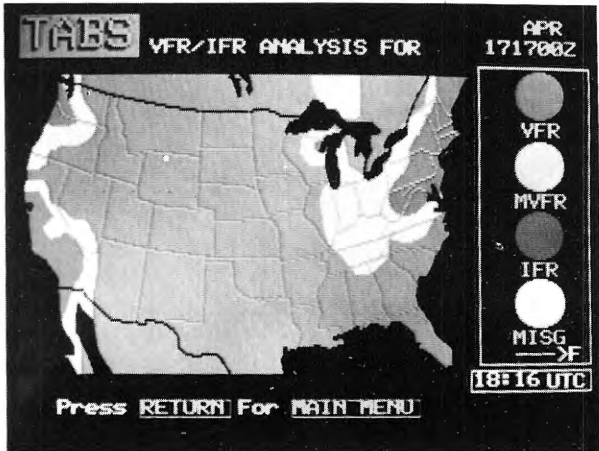 TABS
VFR/IFR ANALYSIS FOR
APR
171700Z
VFR
MVFR
IFR
MISG
F
18:16 UTC
Press RETURN For MAIN MENU